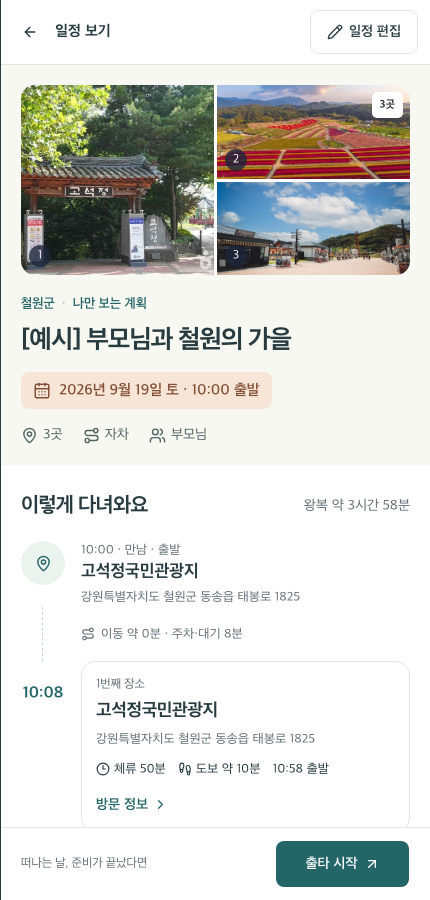 일정 보기
일정 편집
고석정
고석정
1
3곳
2
3
철원군 · 나만 보는 계획
[예시] 부모님과 철원의 가을
2026년 9월 19일 토 · 10:00 출발
3곳 자차 부모님
이렇게 다녀와요
왕복 약 3시간 58분
10:00 · 만남 · 출발
고석정국민관광지
강원특별자치도 철원군 동송읍 태봉로 1825
이동 약 0분 · 주차·대기 8분
10:08
1번째 장소
고석정국민관광지
강원특별자치도 철원군 동송읍 태봉로 1825
체류 50분 도보 약 10분 10:58 출발
방문 정보
떠나는 날, 준비가 끝났다면
출타 시작